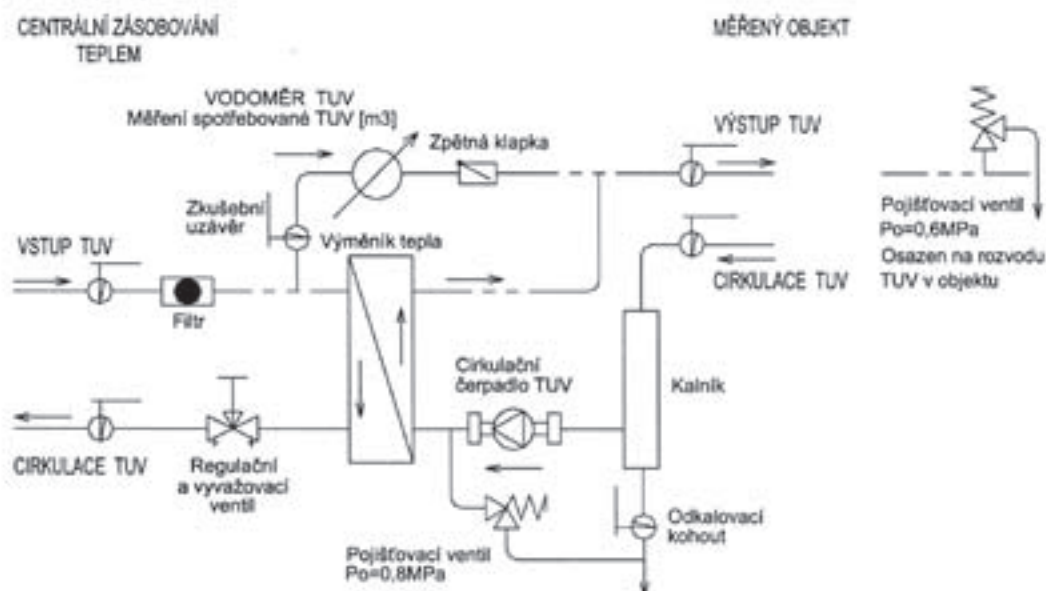 CENTRÁLNÍ ZÁSOBOVÁNÍ
TEPLEM
MĚŘENÝ OBJEKT
VODOMĚR TUV
Měření spotřebované TUV [m3]
Zpětná klapka
VÝSTUP TUV
Zkušební
uzávěr
Výměník tepla
VSTUP TUV
Filtr
CIRKULACE TUV
Pojišťovací ventil
Po=0,6MPa
Osazen na rozvodu
TUV v objektu
Cirkulační
čerpadlo TUV
Kalník
CIRKULACE TUV
Regulační
a vyvažovací
ventil
Pojišťovací ventil
Po=0,8MPa
Odkalovací
kohout